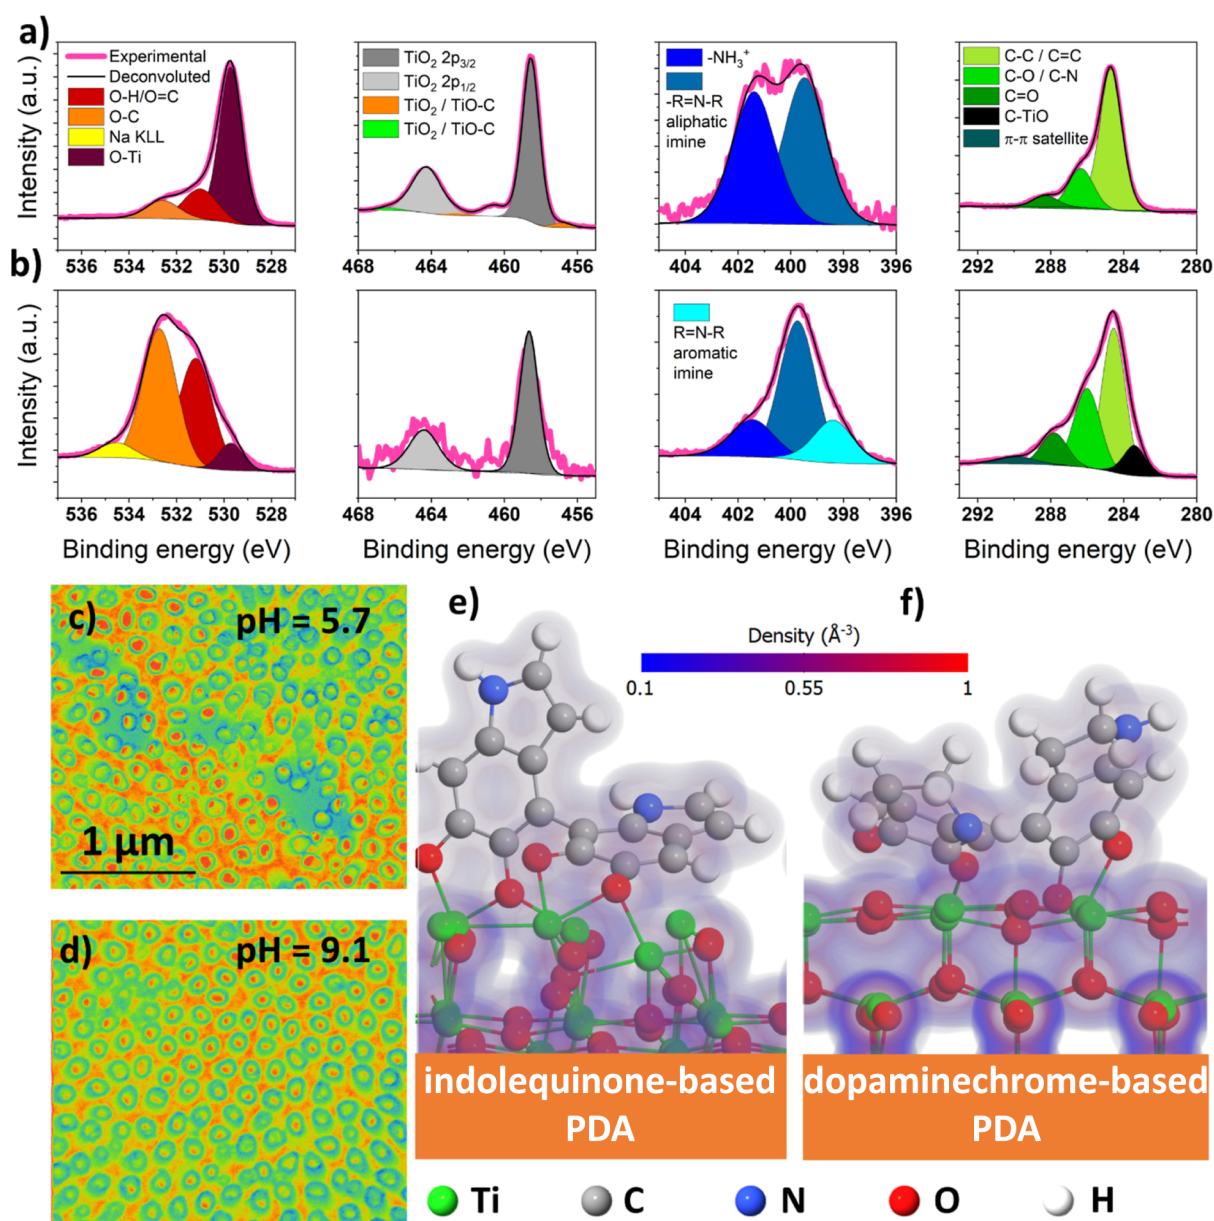 a)
Intensity (a.u.)
Experimental
Deconvoluted
O-H/O=C
O-C
Na KLL
O-Ti
536 534 532 530 528
TiO2 2p3/2
TiO2 2p1/2
TiO2 / TiO-C
TiO2 / TiO-C
468 464 460 456
-NH3+
-R=N-R
aliphatic
imine
404 402 400 398 396
C-C / C=C
C-O / C-N
C=O
C-TiO
π-π satellite
292 288 284 280
b)
Intensity (a.u.)
536 534 532 530 528
Binding energy (eV)
468 464 460 456
Binding energy (eV)
R=N-R
aromatic
imine
404 402 400 398 396
Binding energy (eV)
292 288 284 280
Binding energy (eV)
c)
pH = 5.7
1 μm
d)
pH = 9.1
e)
f)
Density (Å-3)
0.1 0.55 1
indolequinone-based
PDA
dopaminechrome-based
PDA
Ti C N O H